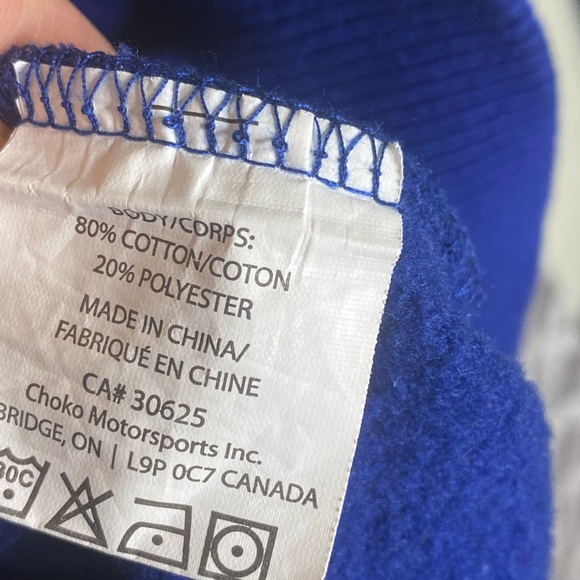 BODY/CORPS:
80% COTTON/COTON
20% POLYESTER
MADE IN CHINA/
FABRIQUÉ EN CHINE
CA# 30625
Choko Motorsports Inc.
BRIDGE, ON | L9P 0C7 CANADA
30C